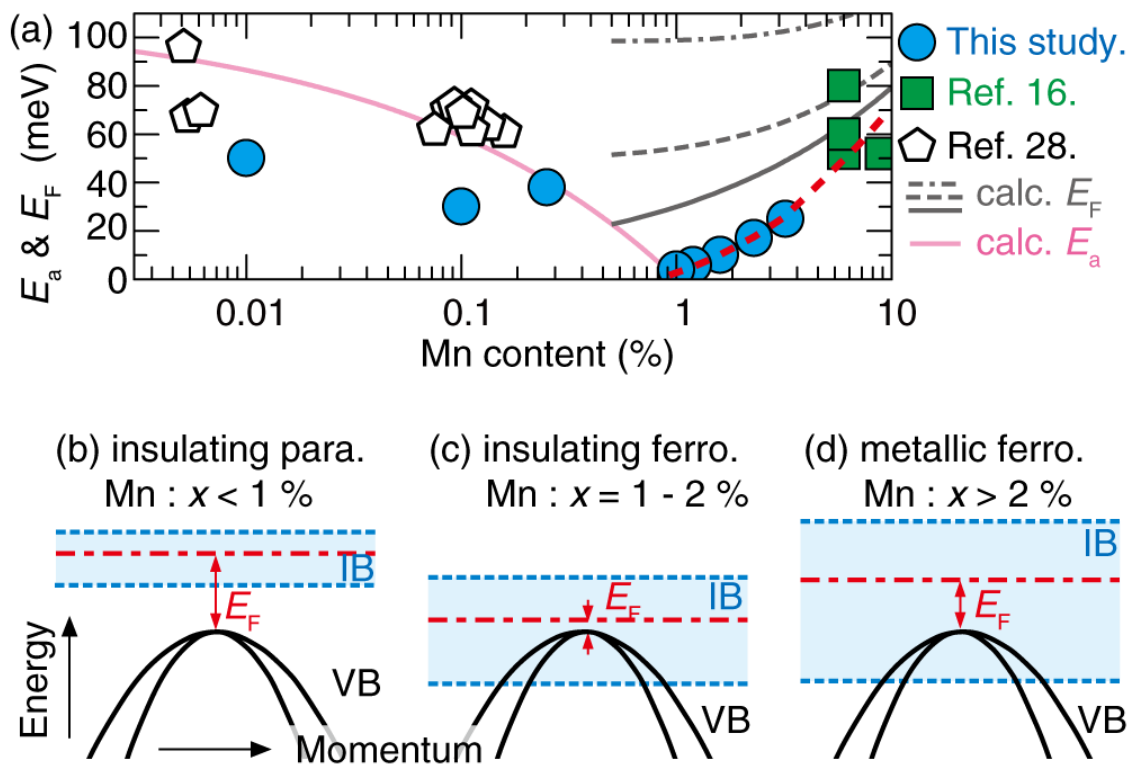 (a)
100
80
60
40
20
0
Ea & EF (meV)
0.01
0.1
1
10
Mn content (%)
This study.
Ref. 16.
Ref. 28.
calc. EF
calc. Ea
(b) insulating para.
Mn : x < 1 %
(c) insulating ferro.
Mn : x = 1 - 2 %
(d) metallic ferro.
Mn : x > 2 %
IB
EF
VB
Energy
Momentum
IB
EF
VB
IB
EF
VB